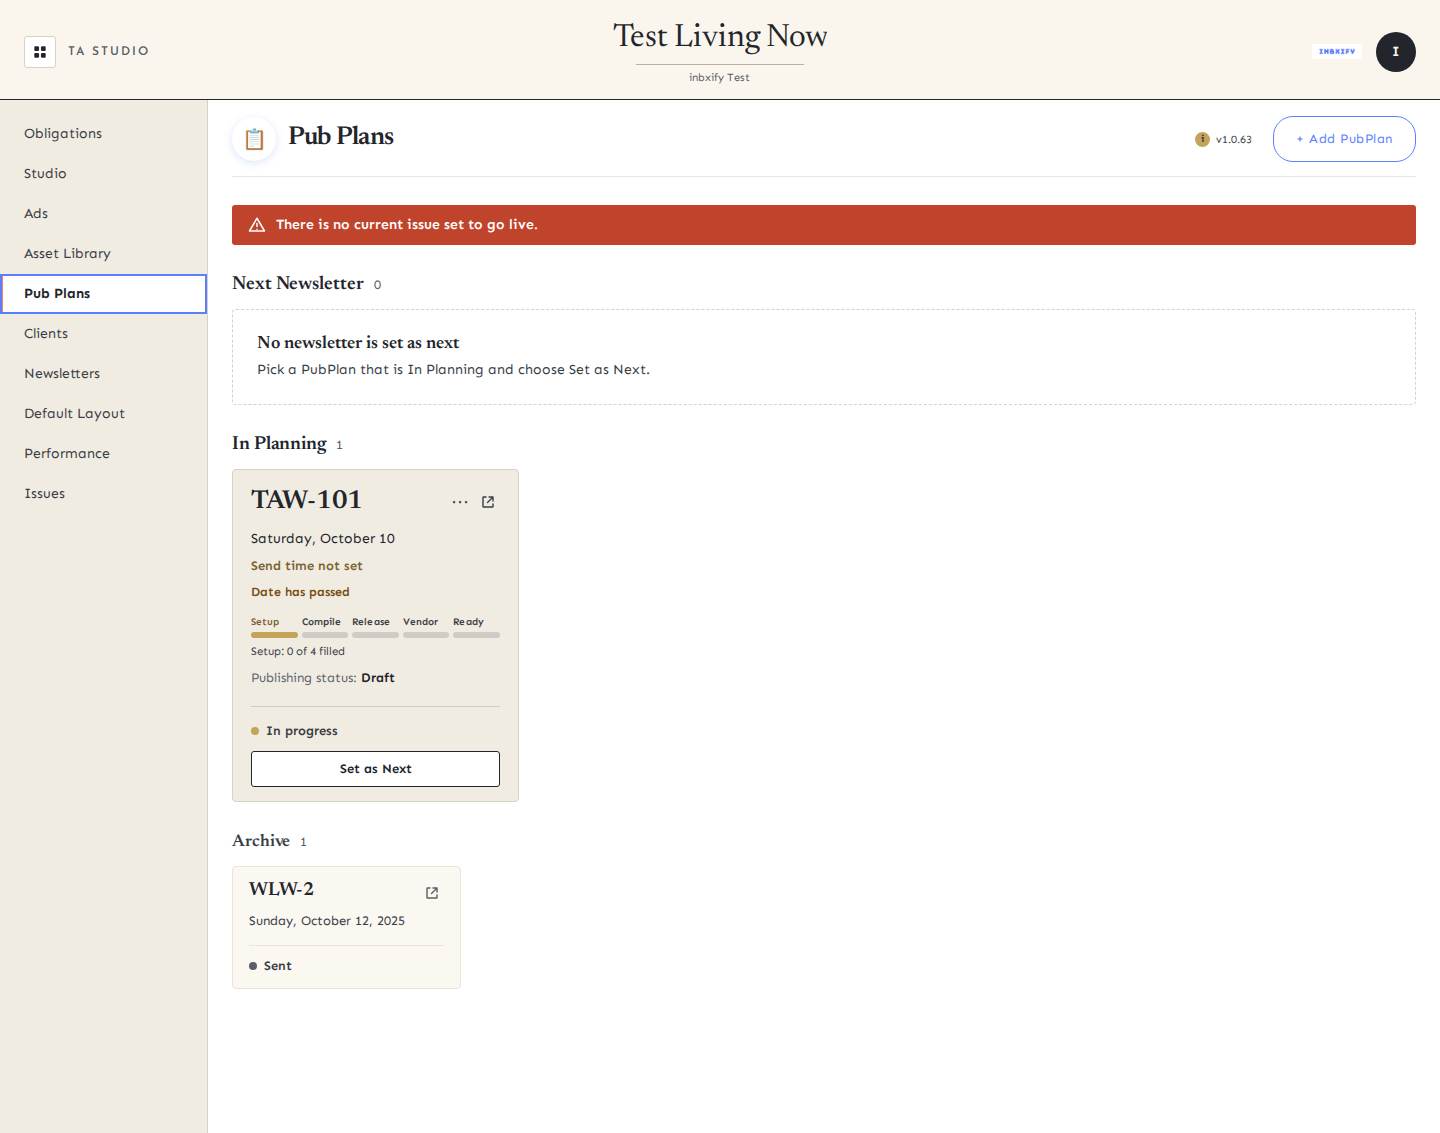 TA STUDIO
Test Living Now
inbxify Test
INBXIFY
I
Obligations
Studio
Ads
Asset Library
Pub Plans
Clients
Newsletters
Default Layout
Performance
Issues
Pub Plans
i v1.0.63
+ Add PubPlan
There is no current issue set to go live.
Next Newsletter 0
No newsletter is set as next
Pick a PubPlan that is In Planning and choose Set as Next.
In Planning 1
TAW-101
Saturday, October 10
Send time not set
Date has passed
Setup Compile Release Vendor Ready
Setup: 0 of 4 filled
Publishing status: Draft
In progress
Set as Next
Archive 1
WLW-2
Sunday, October 12, 2025
Sent